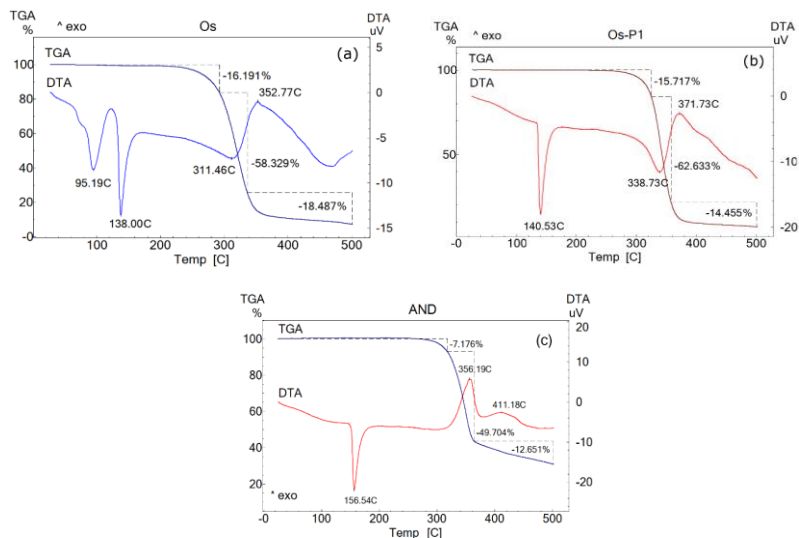 TGA
%
^ exo
Os
DTA
uV
(a)
TGA
DTA
100
80
60
40
20
-0
5
0
-5
-10
-15
-16.191%
352.77C
-58.329%
311.46C
95.19C
138.00C
-18.487%
100
200
300
400
500
Temp [C]
TGA
%
^ exo
Os-P1
DTA
uV
(b)
TGA
DTA
100
50
0
-10
-20
-15.717%
371.73C
-62.633%
338.73C
140.53C
-14.455%
-0
100
200
300
400
500
Temp [C]
TGA
%
AND
DTA
uV
(c)
TGA
DTA
100
80
60
40
20
20
10
0
-10
-20
-7.176%
356.19C
411.18C
-49.704%
-12.651%
156.54C
^ exo
-0
100
200
300
400
500
Temp [C]